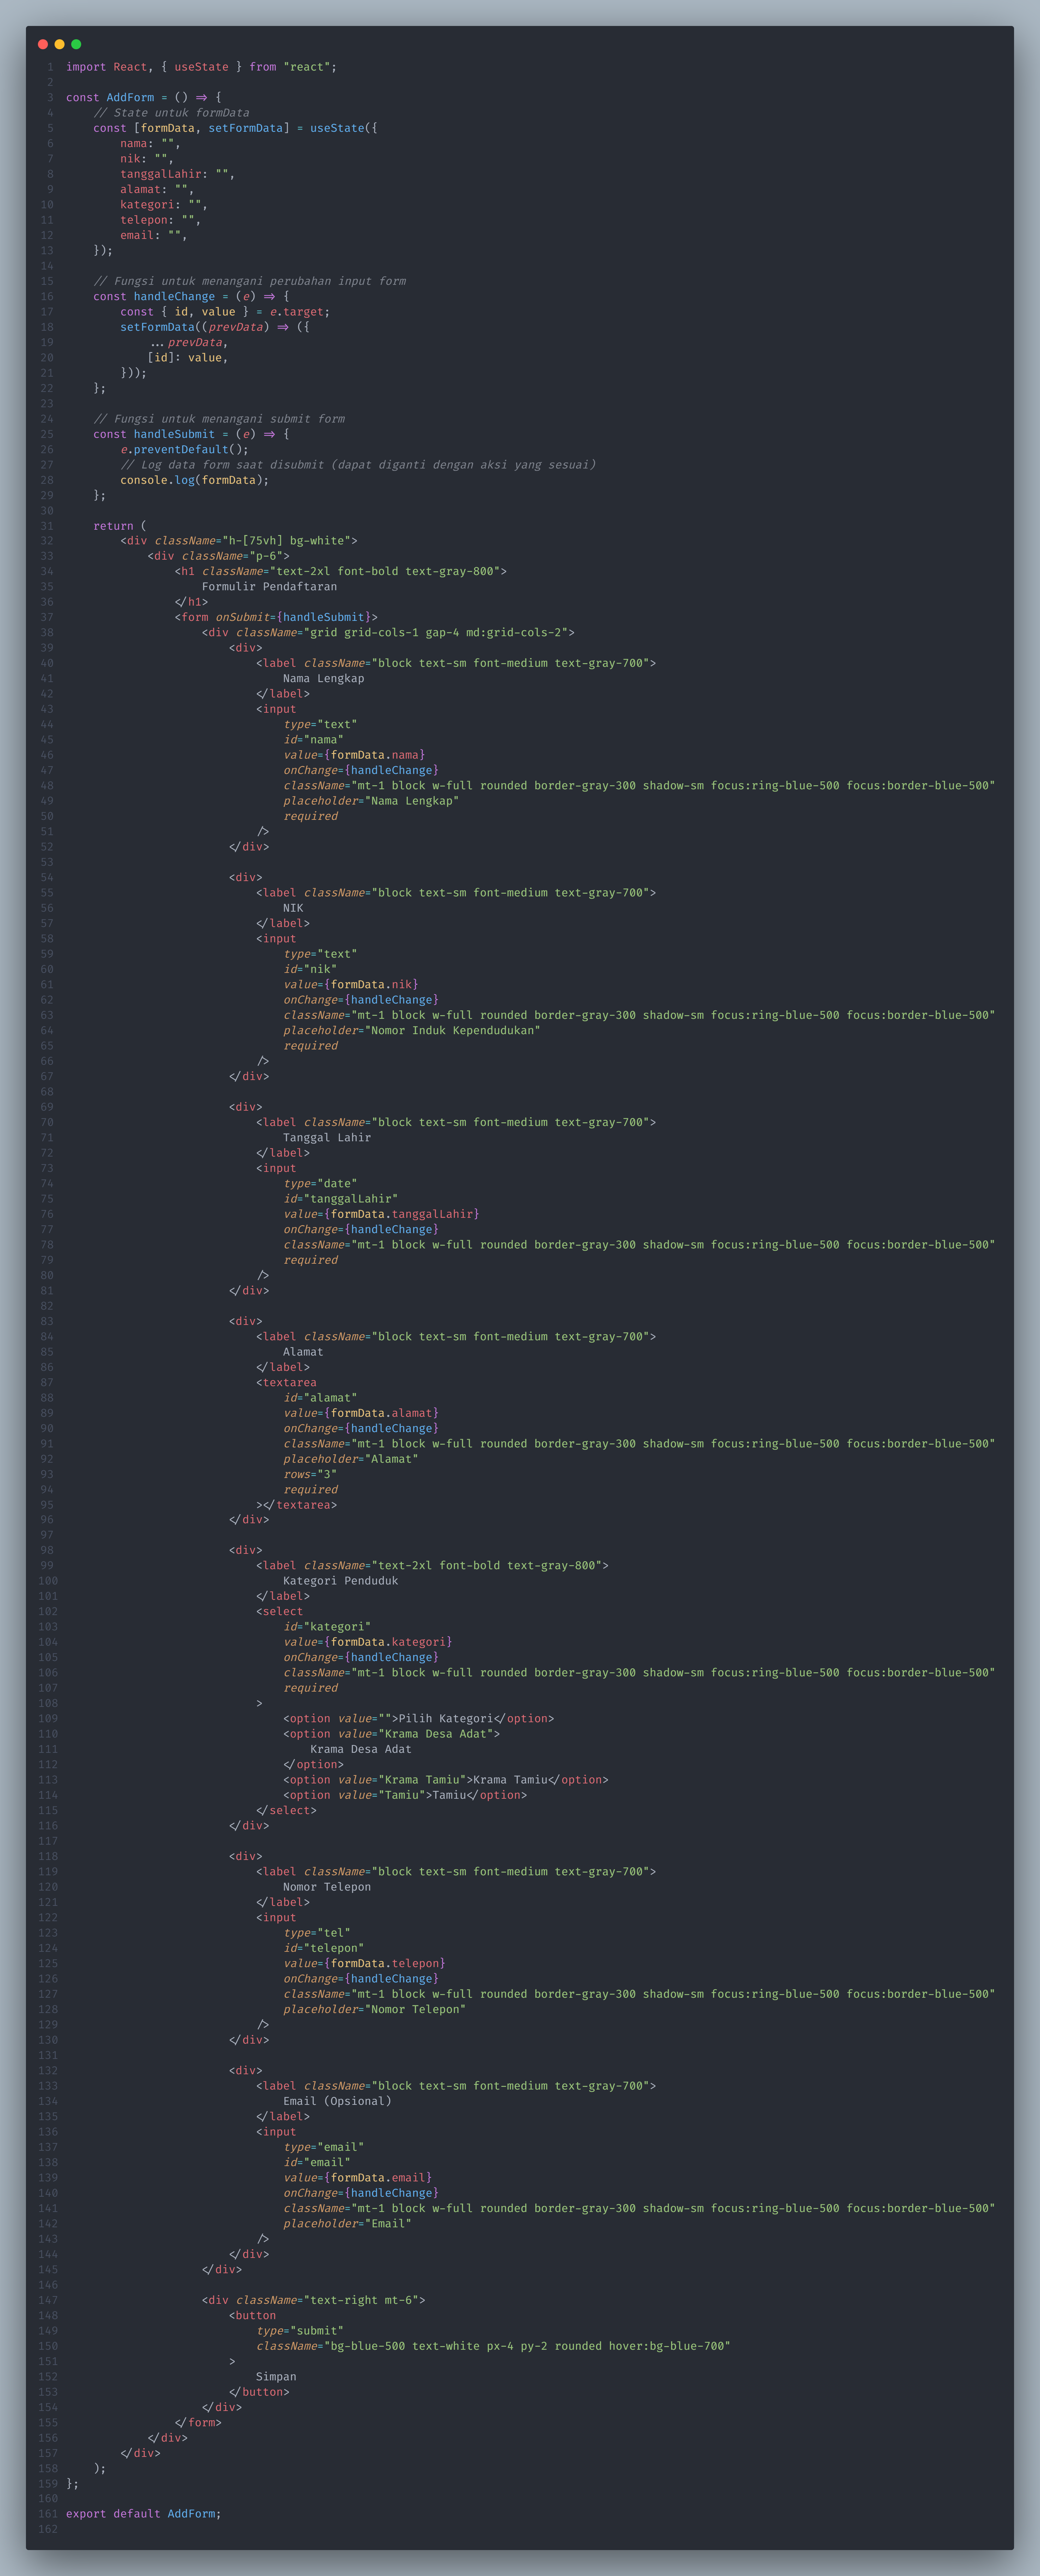 1 import React, { useState } from "react";
2
3 const AddForm = () => {
4     // State untuk formData
5     const [formData, setFormData] = useState({
6         nama: "",
7         nik: "",
8         tanggalLahir: "",
9         alamat: "",
10         kategori: "",
11         telepon: "",
12         email: "",
13     });
14
15     // Fungsi untuk menangani perubahan input form
16     const handleChange = (e) => {
17         const { id, value } = e.target;
18         setFormData((prevData) => ({
19             ...prevData,
20             [id]: value,
21         }));
22     };
23
24     // Fungsi untuk menangani submit form
25     const handleSubmit = (e) => {
26         e.preventDefault();
27         // Log data form saat disubmit (dapat diganti dengan aksi yang sesuai)
28         console.log(formData);
29     };
30
31     return (
32         <div className="h-[75vh] bg-white">
33             <div className="p-6">
34                 <h1 className="text-2xl font-bold text-gray-800">
35                     Formulir Pendaftaran
36                 </h1>
37                 <form onSubmit={handleSubmit}>
38                     <div className="grid grid-cols-1 gap-4 md:grid-cols-2">
39                         <div>
40                             <label className="block text-sm font-medium text-gray-700">
41                                 Nama Lengkap
42                             </label>
43                             <input
44                                 type="text"
45                                 id="nama"
46                                 value={formData.nama}
47                                 onChange={handleChange}
48                                 className="mt-1 block w-full rounded border-gray-300 shadow-sm focus:ring-blue-500 focus:border-blue-500"
49                                 placeholder="Nama Lengkap"
50                                 required
51                             />
52                         </div>
53
54                         <div>
55                             <label className="block text-sm font-medium text-gray-700">
56                                 NIK
57                             </label>
58                             <input
59                                 type="text"
60                                 id="nik"
61                                 value={formData.nik}
62                                 onChange={handleChange}
63                                 className="mt-1 block w-full rounded border-gray-300 shadow-sm focus:ring-blue-500 focus:border-blue-500"
64                                 placeholder="Nomor Induk Kependudukan"
65                                 required
66                             />
67                         </div>
68
69                         <div>
70                             <label className="block text-sm font-medium text-gray-700">
71                                 Tanggal Lahir
72                             </label>
73                             <input
74                                 type="date"
75                                 id="tanggalLahir"
76                                 value={formData.tanggalLahir}
77                                 onChange={handleChange}
78                                 className="mt-1 block w-full rounded border-gray-300 shadow-sm focus:ring-blue-500 focus:border-blue-500"
79                                 required
80                             />
81                         </div>
82
83                         <div>
84                             <label className="block text-sm font-medium text-gray-700">
85                                 Alamat
86                             </label>
87                             <textarea
88                                 id="alamat"
89                                 value={formData.alamat}
90                                 onChange={handleChange}
91                                 className="mt-1 block w-full rounded border-gray-300 shadow-sm focus:ring-blue-500 focus:border-blue-500"
92                                 placeholder="Alamat"
93                                 rows="3"
94                                 required
95                             ></textarea>
96                         </div>
97
98                         <div>
99                             <label className="text-2xl font-bold text-gray-800">
100                                 Kategori Penduduk
101                             </label>
102                             <select
103                                 id="kategori"
104                                 value={formData.kategori}
105                                 onChange={handleChange}
106                                 className="mt-1 block w-full rounded border-gray-300 shadow-sm focus:ring-blue-500 focus:border-blue-500"
107                                 required
108                             >
109                                 <option value="">Pilih Kategori</option>
110                                 <option value="Krama Desa Adat">
111                                     Krama Desa Adat
112                                 </option>
113                                 <option value="Krama Tamiu">Krama Tamiu</option>
114                                 <option value="Tamiu">Tamiu</option>
115                             </select>
116                         </div>
117
118                         <div>
119                             <label className="block text-sm font-medium text-gray-700">
120                                 Nomor Telepon
121                             </label>
122                             <input
123                                 type="tel"
124                                 id="telepon"
125                                 value={formData.telepon}
126                                 onChange={handleChange}
127                                 className="mt-1 block w-full rounded border-gray-300 shadow-sm focus:ring-blue-500 focus:border-blue-500"
128                                 placeholder="Nomor Telepon"
129                             />
130                         </div>
131
132                         <div>
133                             <label className="block text-sm font-medium text-gray-700">
134                                 Email (Opsional)
135                             </label>
136                             <input
137                                 type="email"
138                                 id="email"
139                                 value={formData.email}
140                                 onChange={handleChange}
141                                 className="mt-1 block w-full rounded border-gray-300 shadow-sm focus:ring-blue-500 focus:border-blue-500"
142                                 placeholder="Email"
143                             />
144                         </div>
145                     </div>
146
147                     <div className="text-right mt-6">
148                         <button
149                             type="submit"
150                             className="bg-blue-500 text-white px-4 py-2 rounded hover:bg-blue-700"
151                         >
152                             Simpan
153                         </button>
154                     </div>
155                 </form>
156             </div>
157         </div>
158     );
159 };
160
161 export default AddForm;
162